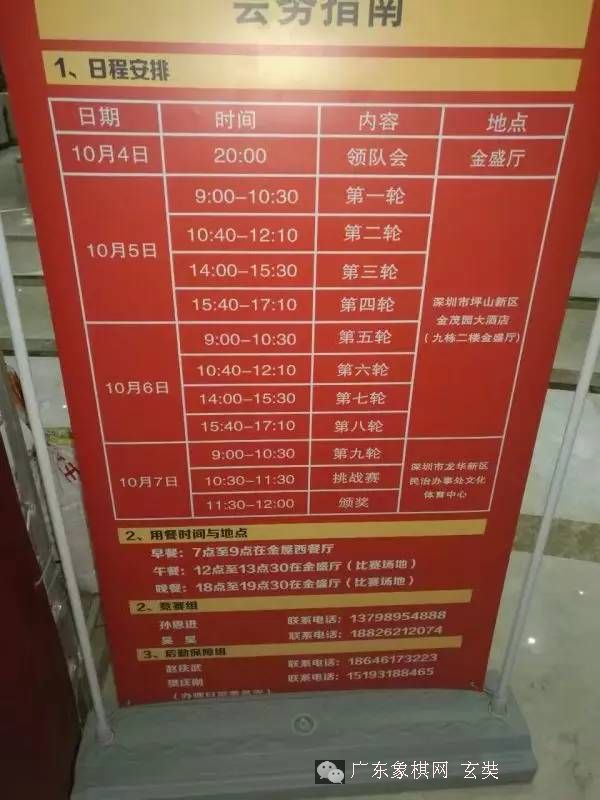 会务指南
1、日程安排
日期 时间 内容 地点
10月4日 20:00 领队会 金盛厅
10月5日 9:00-10:30 第一轮
10:40-12:10 第二轮
14:00-15:30 第三轮
15:40-17:10 第四轮
深圳市坪山新区
金茂园大酒店
(九栋二楼金盛厅)
10月6日 9:00-10:30 第五轮
10:40-12:10 第六轮
14:00-15:30 第七轮
15:40-17:10 第八轮
10月7日 9:00-10:30 第九轮
10:30-11:30 挑战赛
11:30-12:00 颁奖
深圳市龙华新区
民治办事处文化
体育中心
2、用餐时间与地点
早餐：7点至9点在金屋西餐厅
午餐：12点至13点30在金盛厅（比赛场地）
晚餐：18点至19点30在金盛厅（比赛场地）
2、竞赛组
孙恩进 联系电话：13798954888
吴 联系电话：18826212074
3、后勤保障组
赵庆武 联系电话：18646173223
联系电话：15193188465
广东象棋网 玄奘